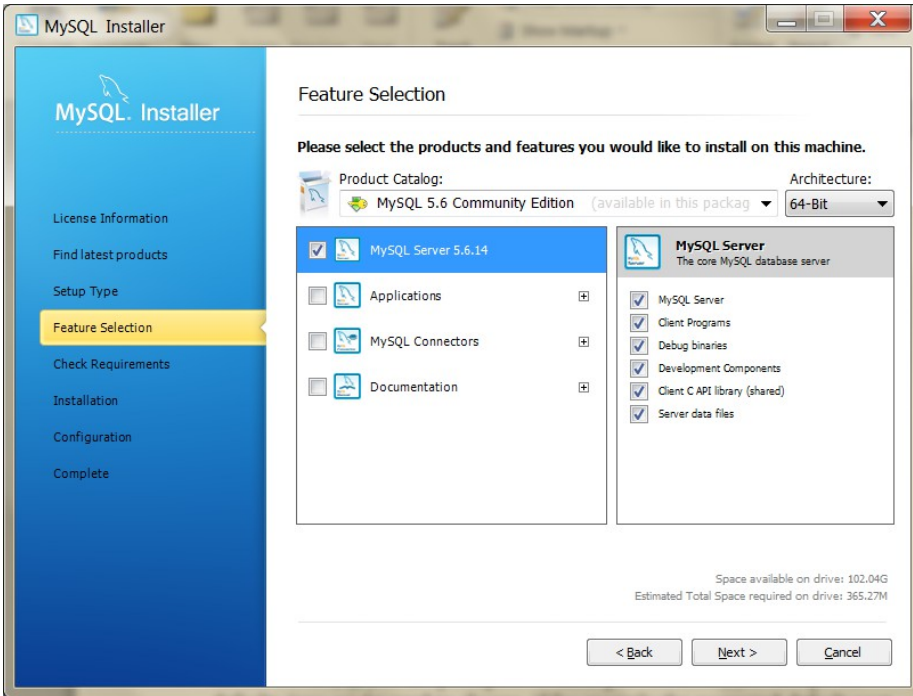 MySQL Installer
MySQL. Installer
License Information
Find latest products
Setup Type
Feature Selection
Check Requirements
Installation
Configuration
Complete
Feature Selection
Please select the products and features you would like to install on this machine.
Product Catalog:
Architecture:
MySQL 5.6 Community Edition (available in this packag
64-Bit
MySQL Server 5.6.14
Applications
MySQL Connectors
Documentation
MySQL Server
The core MySQL database server
MySQL Server
Client Programs
Debug binaries
Development Components
Client C API library (shared)
Server data files
Space available on drive: 102.04G
Estimated Total Space required on drive: 365.27M
< Back
Next >
Cancel